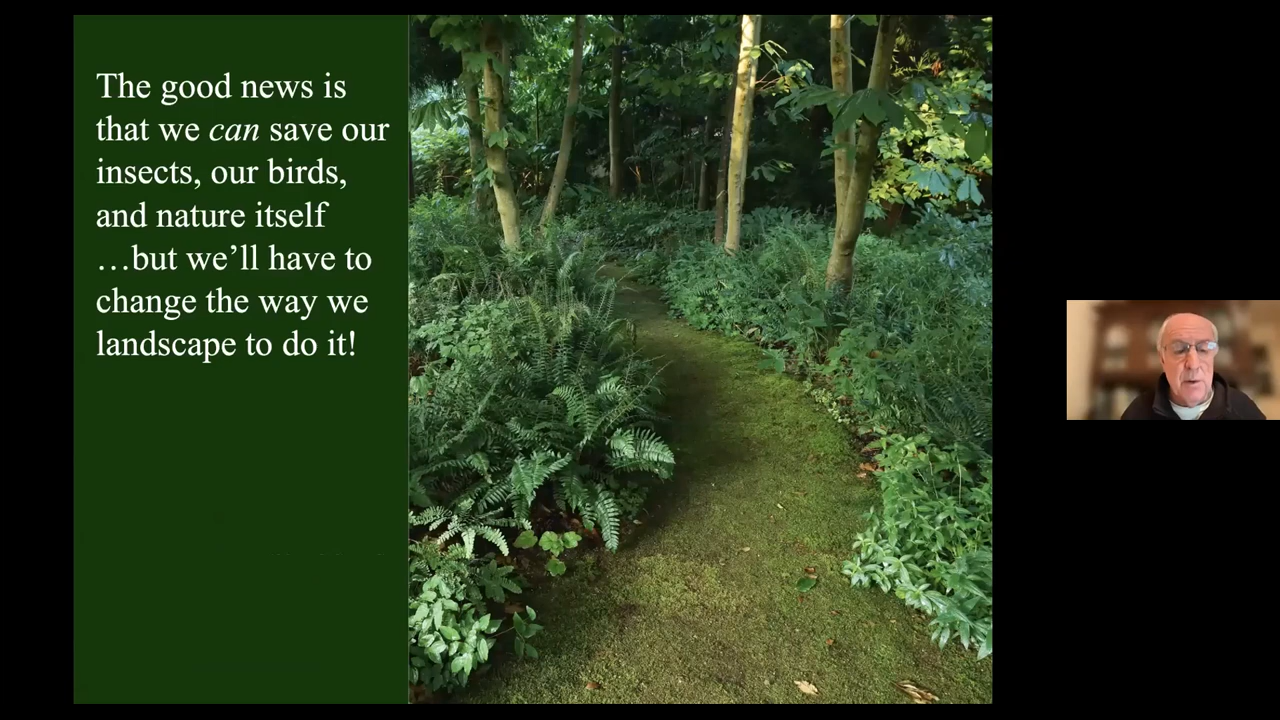 The good news is
that we can save our
insects, our birds,
and nature itself
…but we’ll have to
change the way we
landscape to do it!